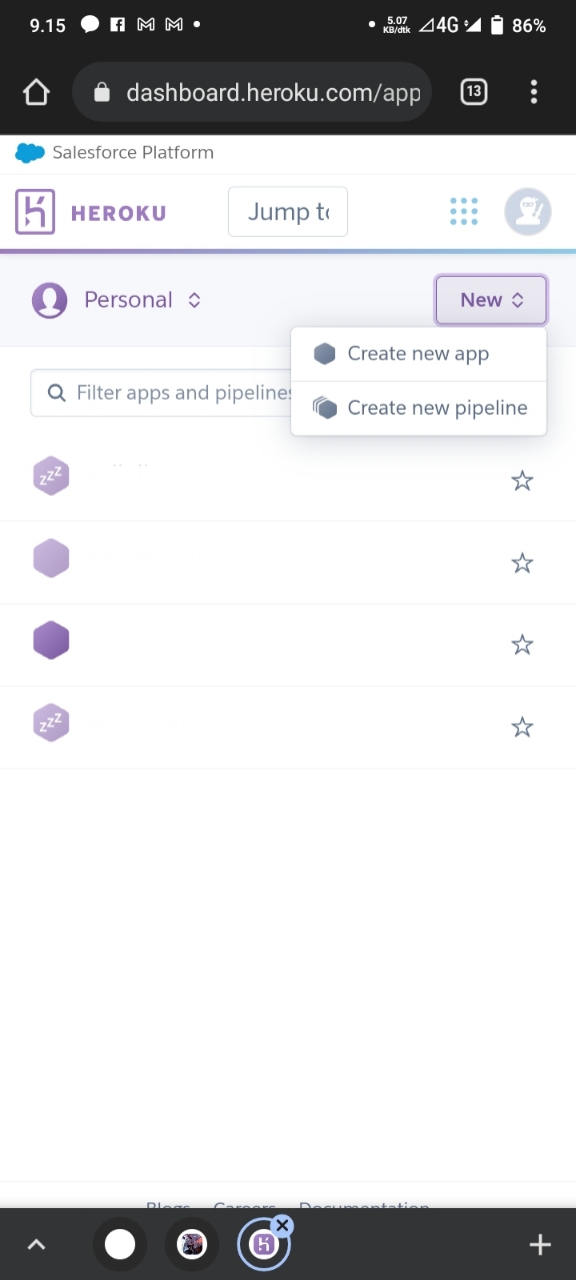 9.15
5.07
KB/dtk
4G
86%
dashboard.heroku.com/app
13
Salesforce Platform
HEROKU
Jump to
Personal
New
Create new app
Filter apps and pipelines
Create new pipeline
zzz
zzz
Blogs Careers Documentation